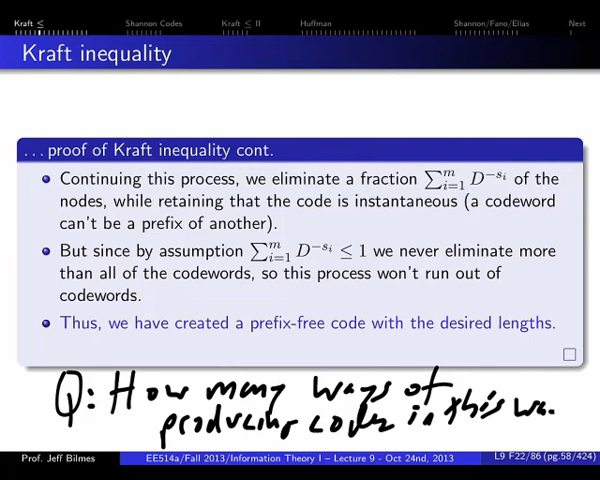 Kraft ≤ Shannon Codes Kraft ≤ II Huffman Shannon/Fano/Elias Next
Kraft inequality
. . . proof of Kraft inequality cont.
Continuing this process, we eliminate a fraction ∑_{i=1}^{m} D^{-s_i} of the
nodes, while retaining that the code is instantaneous (a codeword
can't be a prefix of another).
But since by assumption ∑_{i=1}^{m} D^{-s_i} ≤ 1 we never eliminate more
than all of the codewords, so this process won't run out of
codewords.
Thus, we have created a prefix-free code with the desired lengths.
Q: How many ways of
producing codes in this wa
Prof. Jeff Bilmes EE514a/Fall 2013/Information Theory I – Lecture 9 - Oct 24nd, 2013 L9 F22/86 (pg.58/424)